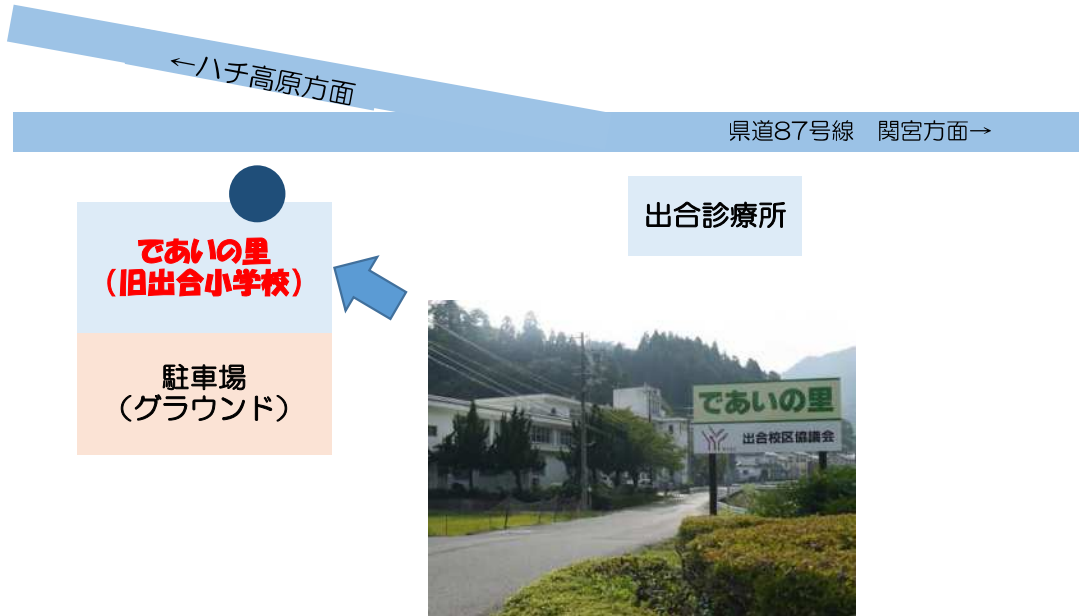 ←ハチ高原方面
県道87号線　関宮方面→
出合診療所
であいの里
（旧出合小学校）
駐車場
（グラウンド）
であいの里
出合校区協議会